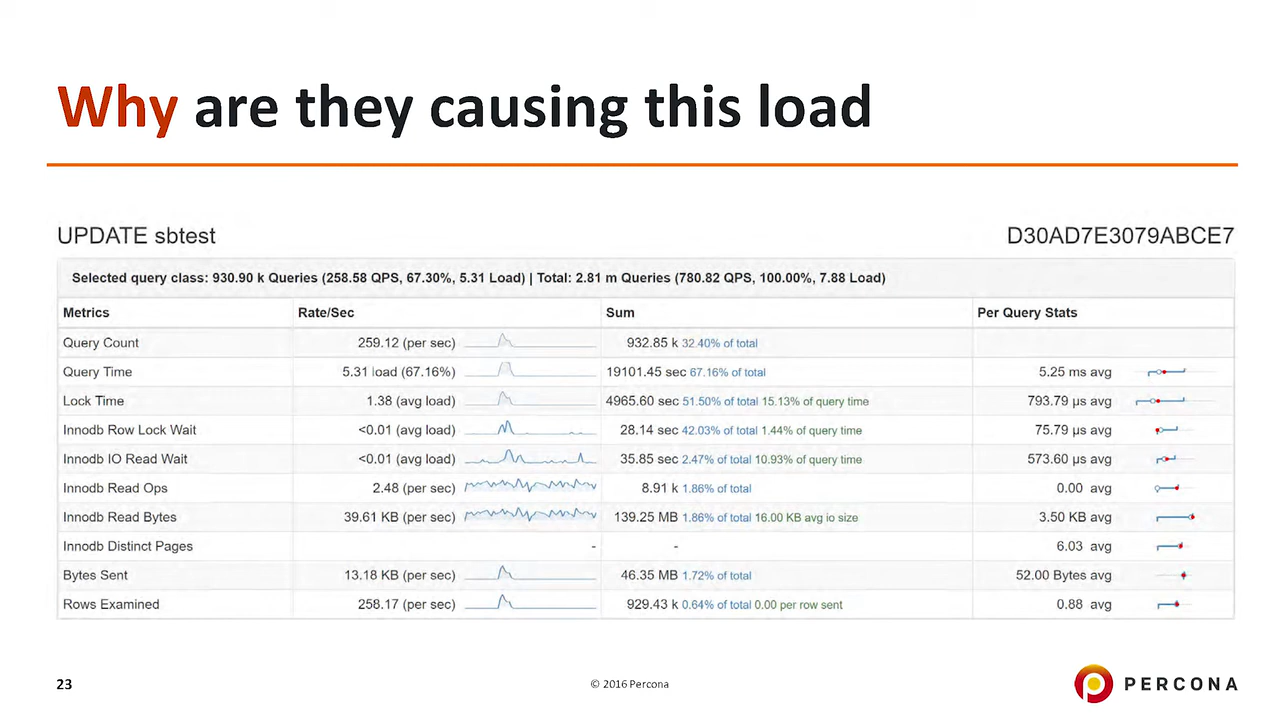 Why are they causing this load
UPDATE sbtest D30AD7E3079ABCE7
Selected query class: 930.90 k Queries (258.58 QPS, 67.30%, 5.31 Load) | Total: 2.81 m Queries (780.82 QPS, 100.00%, 7.88 Load)
Metrics Rate/Sec Sum Per Query Stats
Query Count 259.12 (per sec) 932.85 k 32.40% of total
Query Time 5.31 load (67.16%) 19101.45 sec 67.16% of total 5.25 ms avg
Lock Time 1.38 (avg load) 4965.60 sec 51.50% of total 15.13% of query time 793.79 µs avg
Innodb Row Lock Wait <0.01 (avg load) 28.14 sec 42.03% of total 1.44% of query time 75.79 µs avg
Innodb IO Read Wait <0.01 (avg load) 35.85 sec 2.47% of total 10.93% of query time 573.60 µs avg
Innodb Read Ops 2.48 (per sec) 8.91 k 1.86% of total 0.00 avg
Innodb Read Bytes 39.61 KB (per sec) 139.25 MB 1.86% of total 16.00 KB avg io size 3.50 KB avg
Innodb Distinct Pages - - 6.03 avg
Bytes Sent 13.18 KB (per sec) 46.35 MB 1.72% of total 52.00 Bytes avg
Rows Examined 258.17 (per sec) 929.43 k 0.64% of total 0.00 per row sent 0.88 avg
23 © 2016 Percona PERCONA